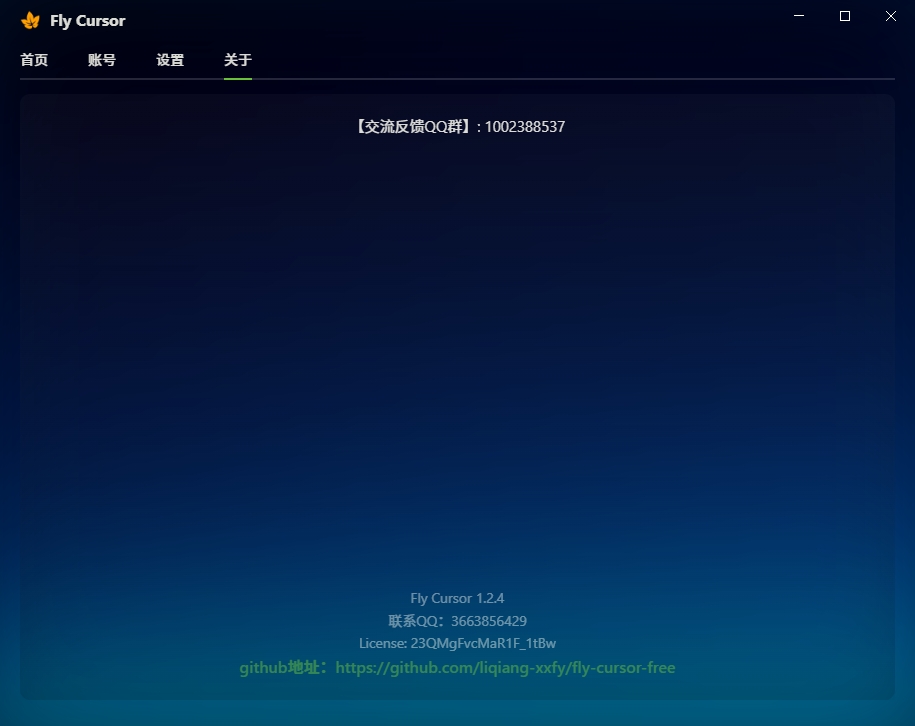 Fly Cursor
首页 账号 设置 关于
【交流反馈QQ群】: 1002388537
Fly Cursor 1.2.4
联系QQ：3663856429
License: 23QMgFvcMaR1F_1tBw
github地址：https://github.com/liqiang-xxfy/fly-cursor-free